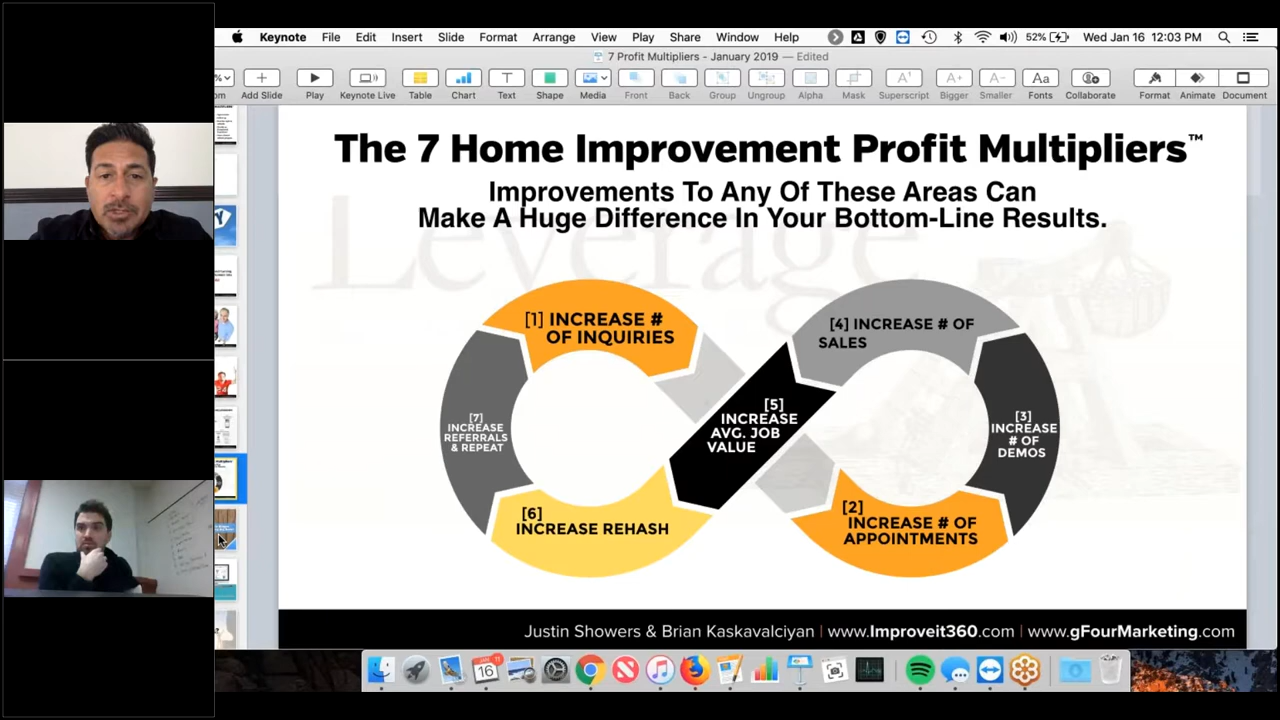 Keynote File Edit Insert Slide Format Arrange View Play Share Window Help 52% Wed Jan 16 12:03 PM
7 Profit Multipliers - January 2019 — Edited
Add Slide Play Keynote Live Table Chart Text Shape Media Front Back Group Ungroup Alpha Mask Superscript Bigger Smaller Fonts Collaborate Format Animate Document
The 7 Home Improvement Profit Multipliers™
Improvements To Any Of These Areas Can
Make A Huge Difference In Your Bottom-Line Results.
Leverage
[1] INCREASE #
OF INQUIRIES
[4] INCREASE # OF
SALES
[5]
INCREASE
AVG. JOB
VALUE
[7]
INCREASE
REFERRALS
& REPEAT
[3]
INCREASE
# OF
DEMOS
[6]
INCREASE REHASH
[2]
INCREASE # OF
APPOINTMENTS
Justin Showers & Brian Kaskavalciyan | www.Improveit360.com | www.gFourMarketing.com
JAN
16